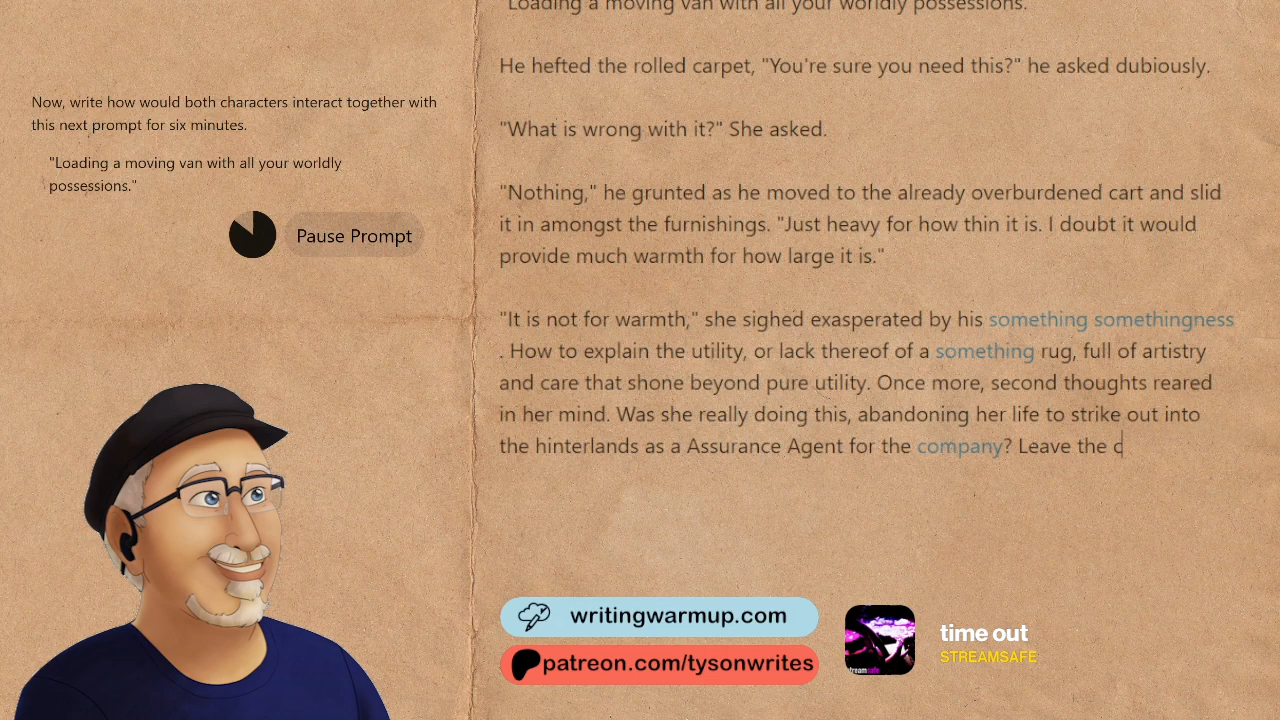 "Loading a moving van with all your worldly possessions."
Now, write how would both characters interact together with
this next prompt for six minutes.
"Loading a moving van with all your worldly
possessions."
Pause Prompt
He hefted the rolled carpet, "You're sure you need this?" he asked dubiously.
"What is wrong with it?" She asked.
"Nothing," he grunted as he moved to the already overburdened cart and slid
it in amongst the furnishings. "Just heavy for how thin it is. I doubt it would
provide much warmth for how large it is."
"It is not for warmth," she sighed exasperated by his something somethingness
. How to explain the utility, or lack thereof of a something rug, full of artistry
and care that shone beyond pure utility. Once more, second thoughts reared
in her mind. Was she really doing this, abandoning her life to strike out into
the hinterlands as a Assurance Agent for the company? Leave the c
writingwarmup.com
patreon.com/tysonwrites
time out
STREAMSAFE